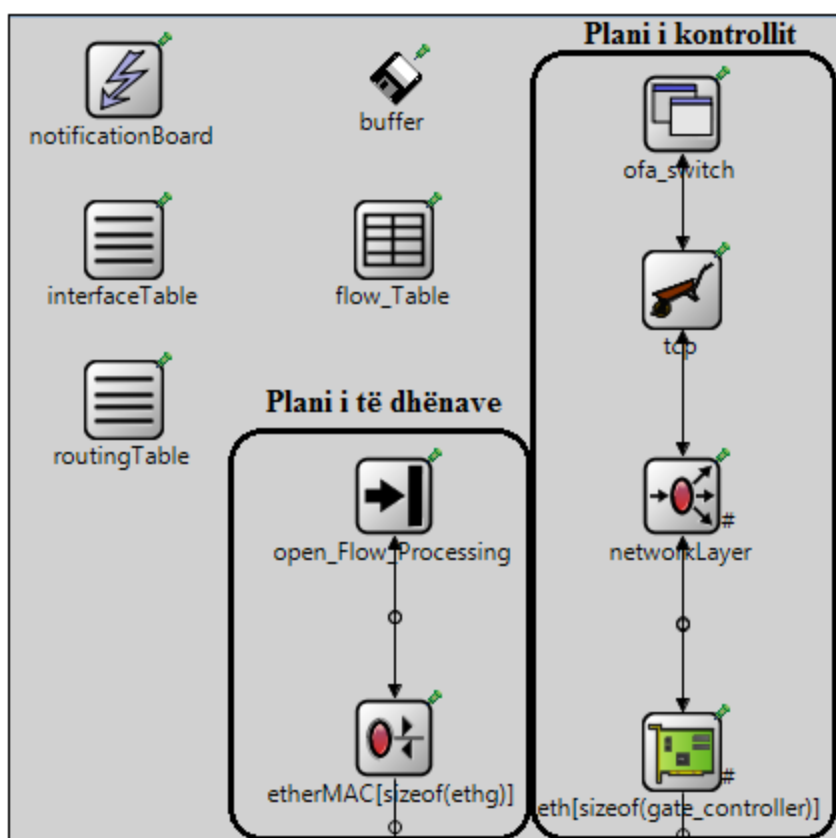 Plani i kontrollit
notificationBoard
buffer
ofa_switch
interfaceTable
flow_Table
tcp
Plani i të dhënave
routingTable
open_Flow_Processing
networkLayer
#
etherMAC[sizeof(ethg)]
eth[sizeof(gate_controller)]
#